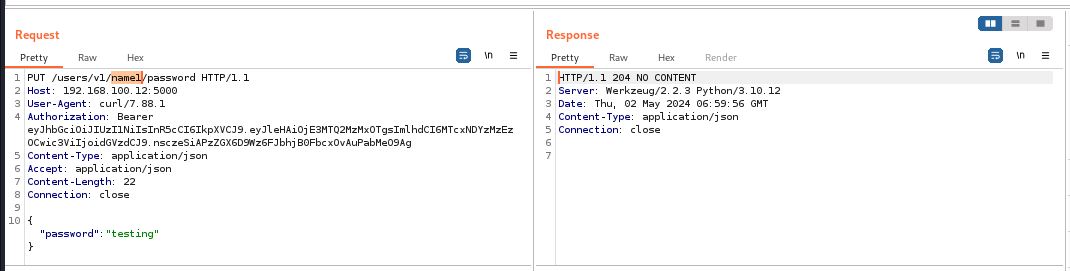 Request
Pretty Raw Hex
\n
1 PUT /users/v1/name1/password HTTP/1.1
2 Host: 192.168.100.12:5000
3 User-Agent: curl/7.88.1
4 Authorization: Bearer
5 Content-Type: application/json
6 Accept: application/json
7 Content-Length: 22
8 Connection: close
9
10 {
"password":"testing"
}
Response
Pretty Raw Hex Render
\n
1 HTTP/1.1 204 NO CONTENT
2 Server: Werkzeug/2.2.3 Python/3.10.12
3 Date: Thu, 02 May 2024 06:59:56 GMT
4 Content-Type: application/json
5 Connection: close
6
7